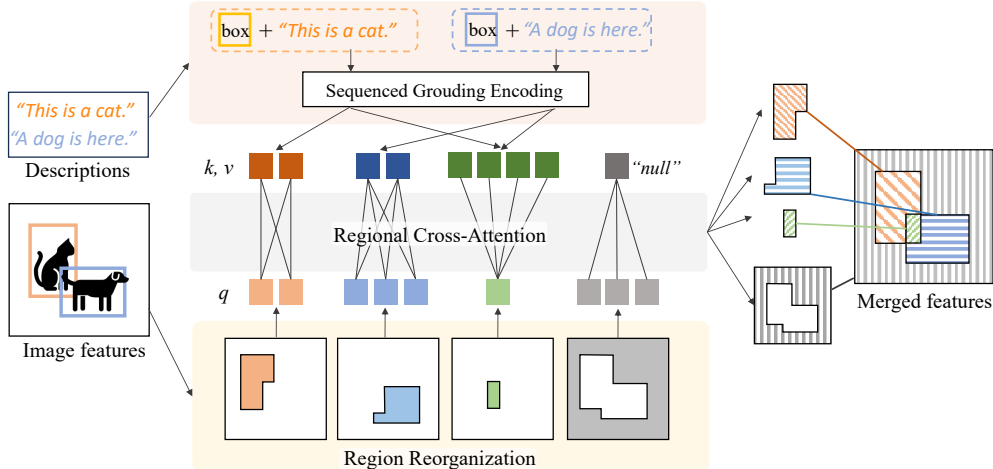 box + “This is a cat.”
box + “A dog is here.”
Sequenced Grouding Encoding
“This is a cat.”
“A dog is here.”
Descriptions
k, v
“null”
Regional Cross-Attention
q
Image features
Merged features
Region Reorganization